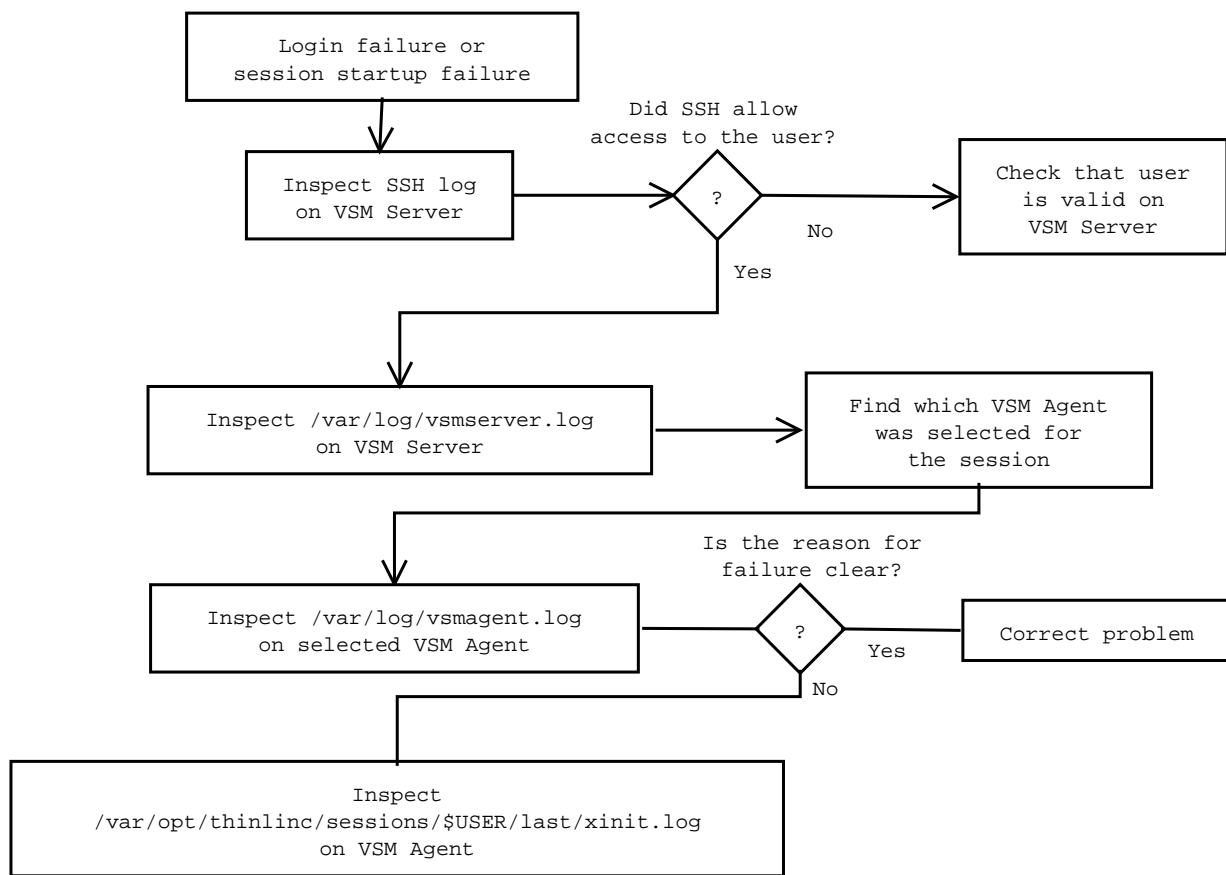 Login failure or
session startup failure
Did SSH allow
access to the user?
Inspect SSH log
on VSM Server
?
No
Yes
Check that user
is valid on
VSM Server
Inspect /var/log/vsmserver.log
on VSM Server
Find which VSM Agent
was selected for
the session
Is the reason for
failure clear?
Inspect /var/log/vsmagent.log
on selected VSM Agent
?
Yes
No
Correct problem
Inspect
/var/opt/thinlinc/sessions/$USER/last/xinit.log
on VSM Agent